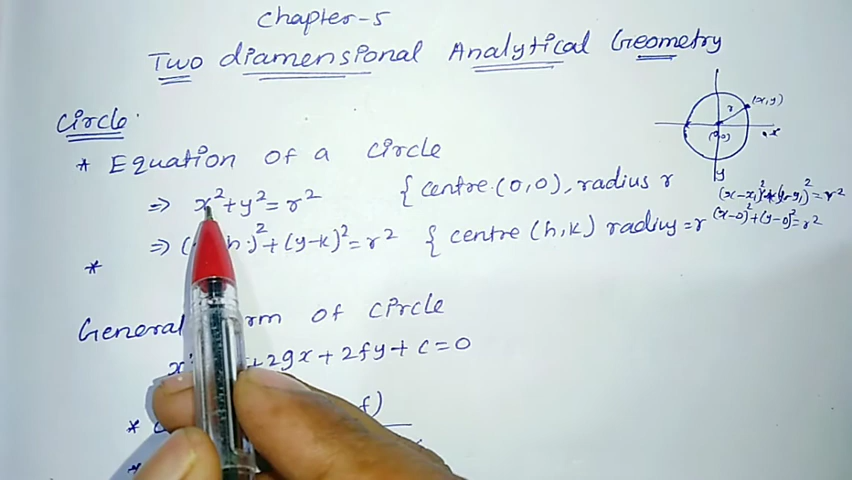 Chapter-5
Two diamensional Analytical Geometry
Circle
* Equation of a circle
⇒ x²+y²=r² { centre (0,0), radius r
⇒ ( h)²+(y-k)²=r² { centre (h,k) radius=r
*
General form of circle
+2gx+2fy+c=0
*
*
(x,y)
r
(0,0)
x
y
(x-x₁)²+(y-y₁)²=r²
(x-0)²+(y-0)²=r²